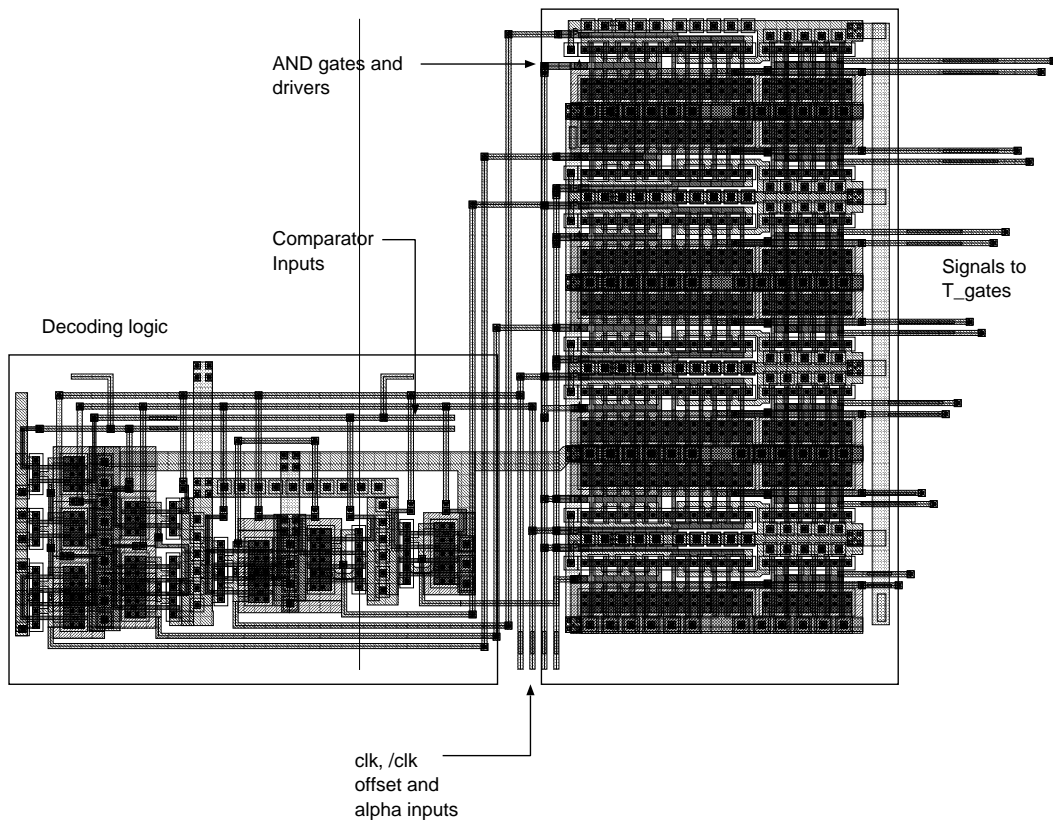 AND gates and
drivers
Comparator
Inputs
Signals to
T_gates
Decoding logic
clk, /clk
offset and
alpha inputs